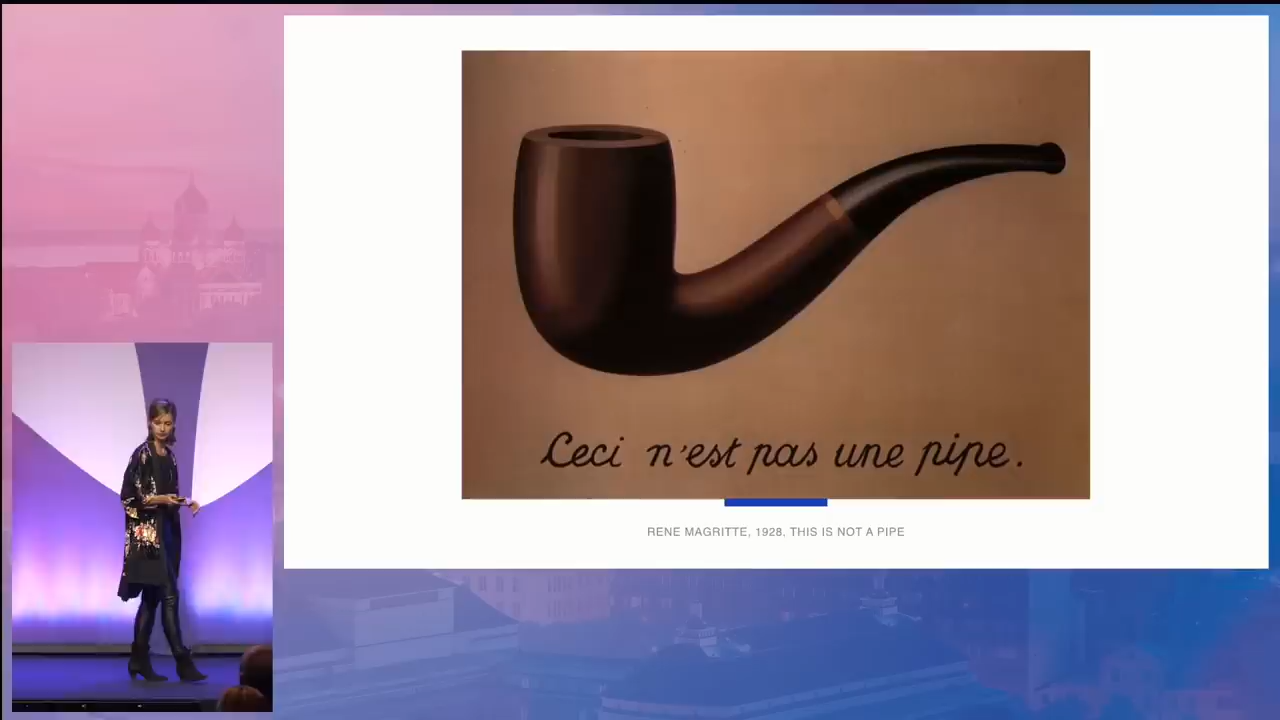 Ceci n'est pas une pipe.
RENE MAGRITTE, 1928, THIS IS NOT A PIPE